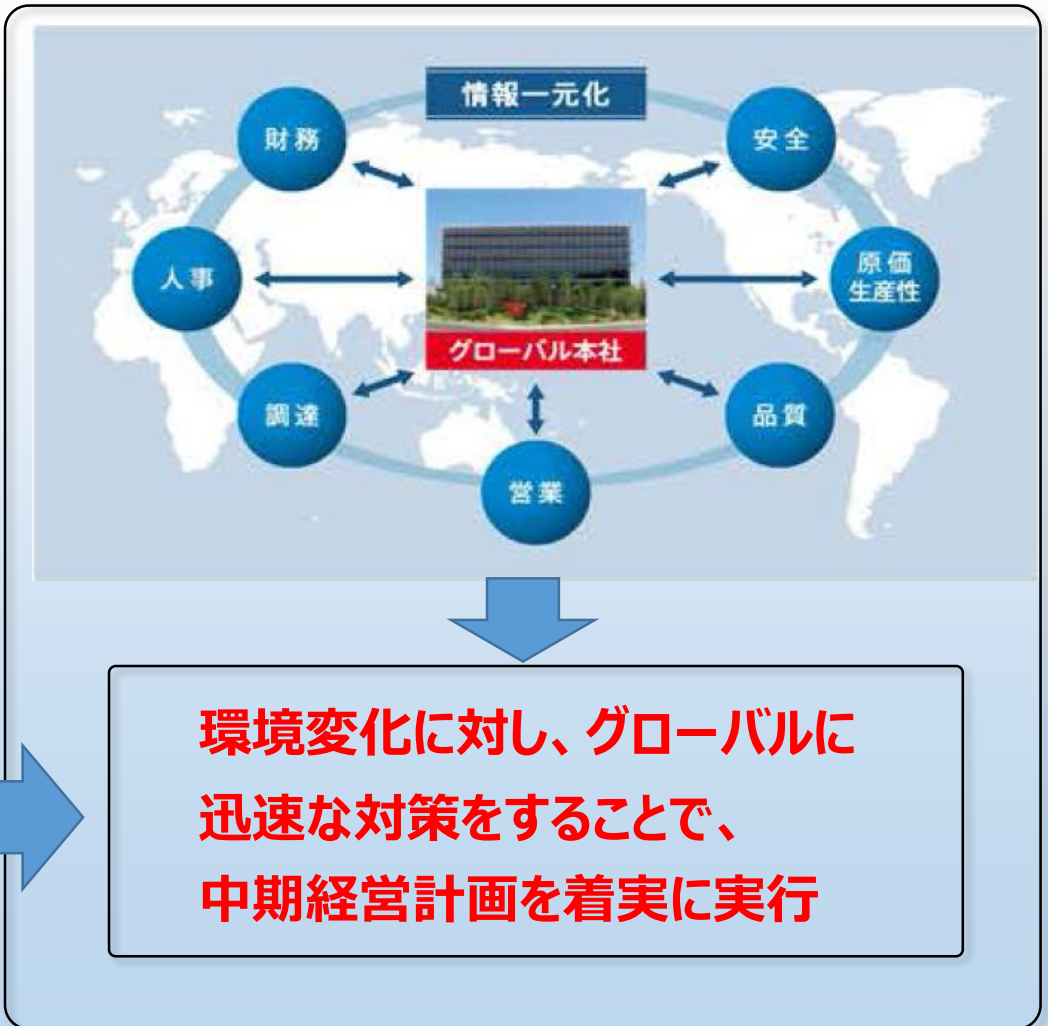 情報一元化
財務
安全
人事
原価
生産性
グローバル本社
調達
品質
営業
環境変化に対し、グローバルに
迅速な対策をすることで、
中期経営計画を着実に実行